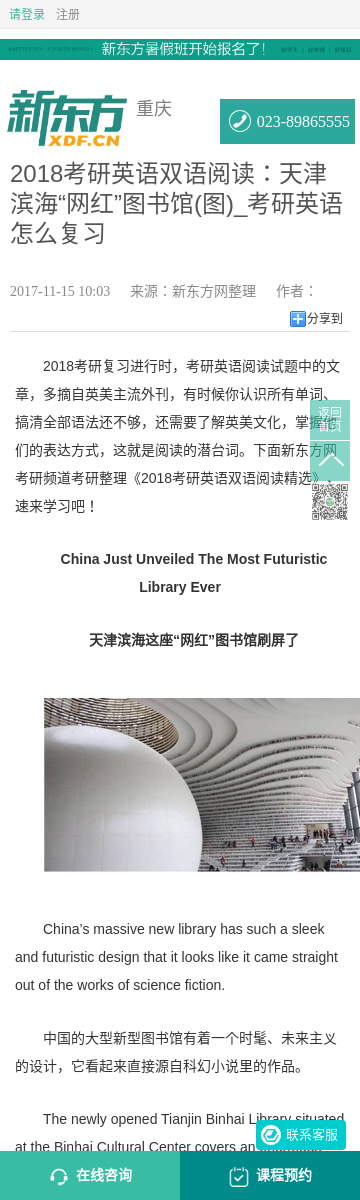 请登录 注册
新东方暑假班开始报名了!
新东方
XDF.CN
重庆
023-89865555
2018考研英语双语阅读：天津
滨海“网红”图书馆(图)_考研英语
怎么复习
2017-11-15 10:03 来源：新东方网整理 作者：
分享到
2018考研复习进行时，考研英语阅读试题中的文
章，多摘自英美主流外刊，有时候你认识所有单词、
搞清全部语法还不够，还需要了解英美文化，掌握他
们的表达方式，这就是阅读的潜台词。下面新东方网
考研频道考研整理《2018考研英语双语阅读精选》，
速来学习吧！
返回
首页
China Just Unveiled The Most Futuristic
Library Ever
天津滨海这座“网红”图书馆刷屏了
China’s massive new library has such a sleek
and futuristic design that it looks like it came straight
out of the works of science fiction.
中国的大型新型图书馆有着一个时髦、未来主义
的设计，它看起来直接源自科幻小说里的作品。
The newly opened Tianjin Binhai Library situated
at the Binhai Cultural Center covers an
联系客服
在线咨询 课程预约